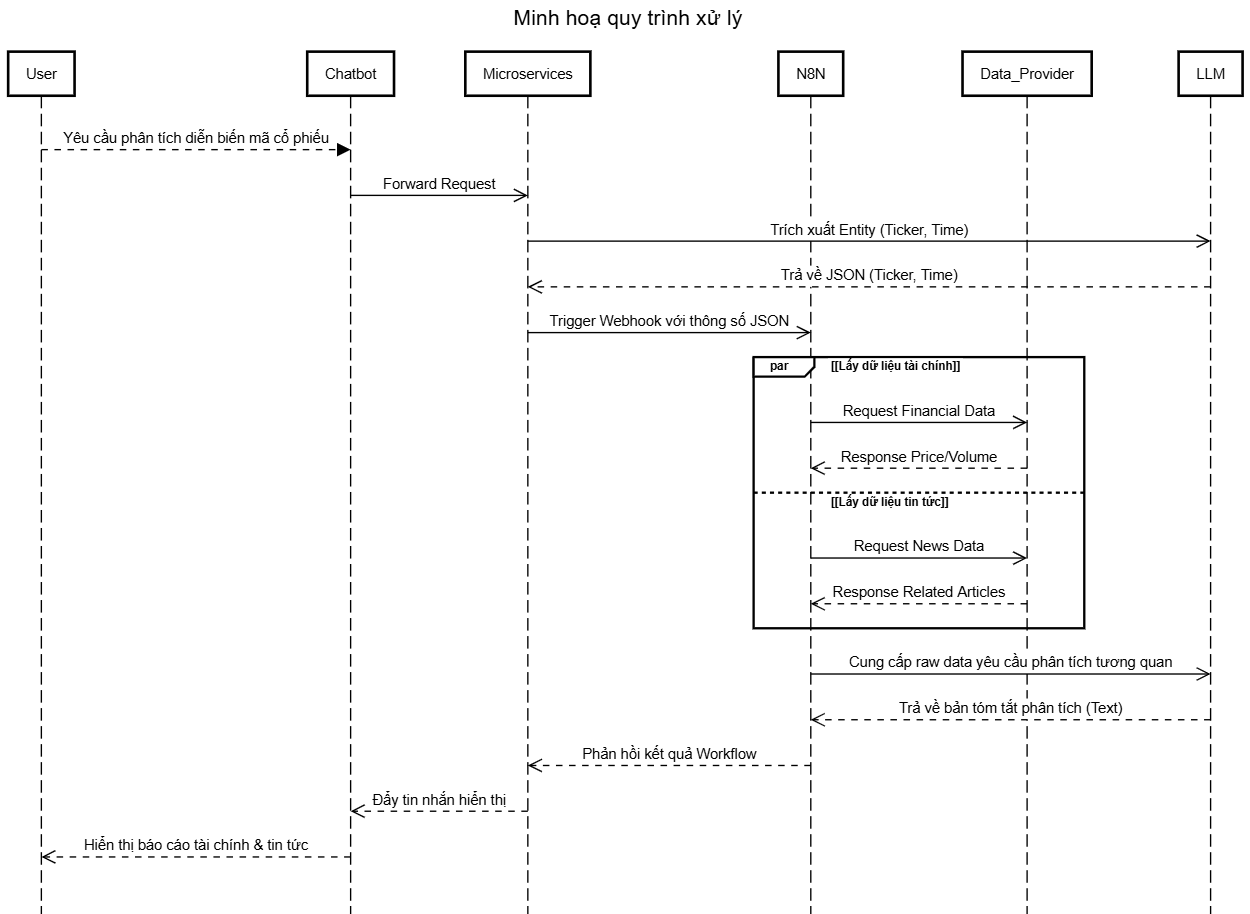 Minh hoạ quy trình xử lý
User
Chatbot
Microservices
N8N
Data_Provider
LLM
Yêu cầu phân tích diễn biến mã cổ phiếu
Forward Request
Trích xuất Entity (Ticker, Time)
Trả về JSON (Ticker, Time)
Trigger Webhook với thông số JSON
par
[[Lấy dữ liệu tài chính]]
Request Financial Data
Response Price/Volume
[[Lấy dữ liệu tin tức]]
Request News Data
Response Related Articles
Cung cấp raw data yêu cầu phân tích tương quan
Trả về bản tóm tắt phân tích (Text)
Phản hồi kết quả Workflow
Đẩy tin nhắn hiển thị
Hiển thị báo cáo tài chính & tin tức